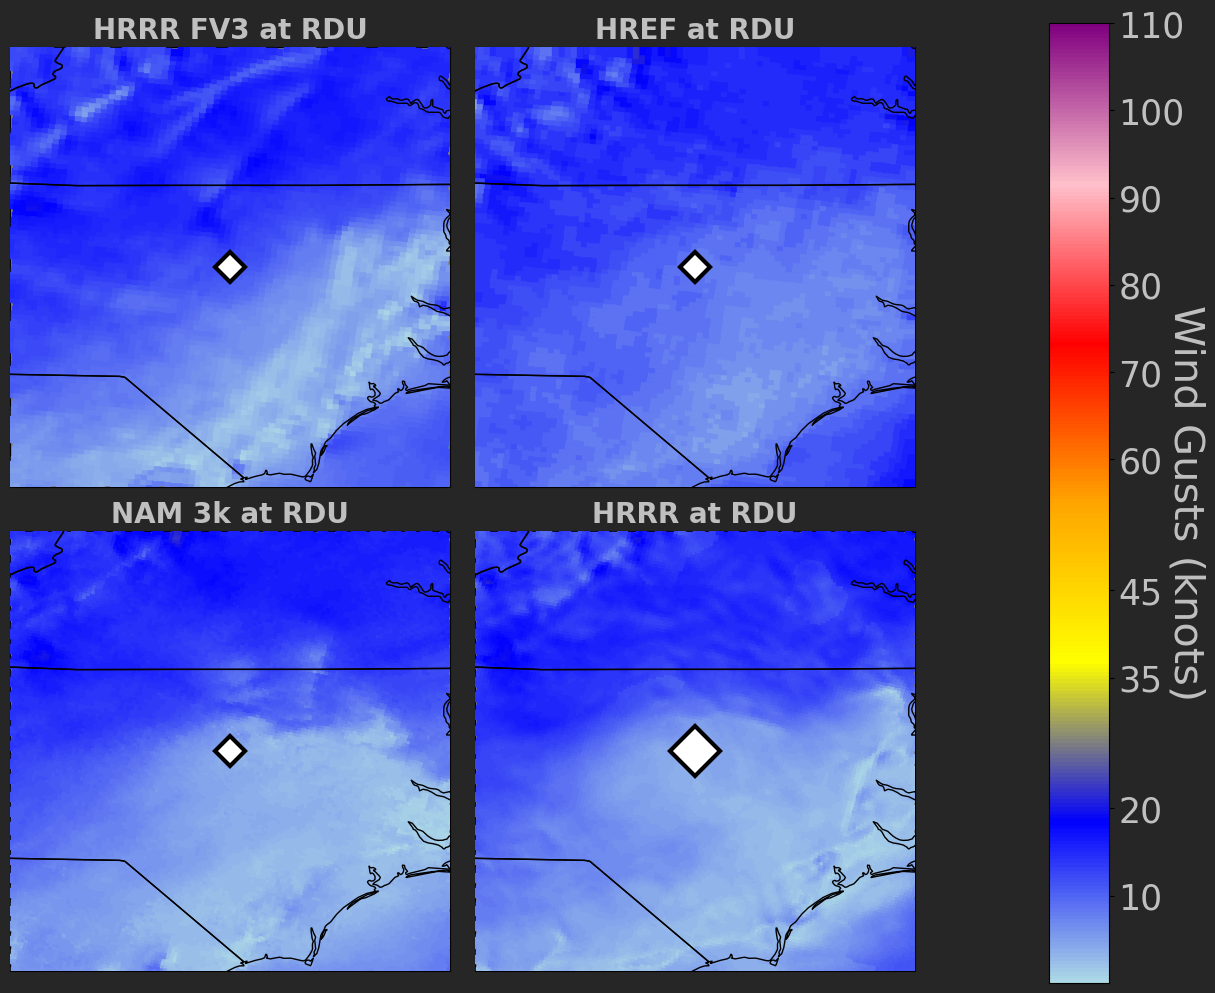 HRRR FV3 at RDU
HREF at RDU
NAM 3k at RDU
HRRR at RDU
110
100
90
80
70
60
45
35
20
10
Wind Gusts (knots)